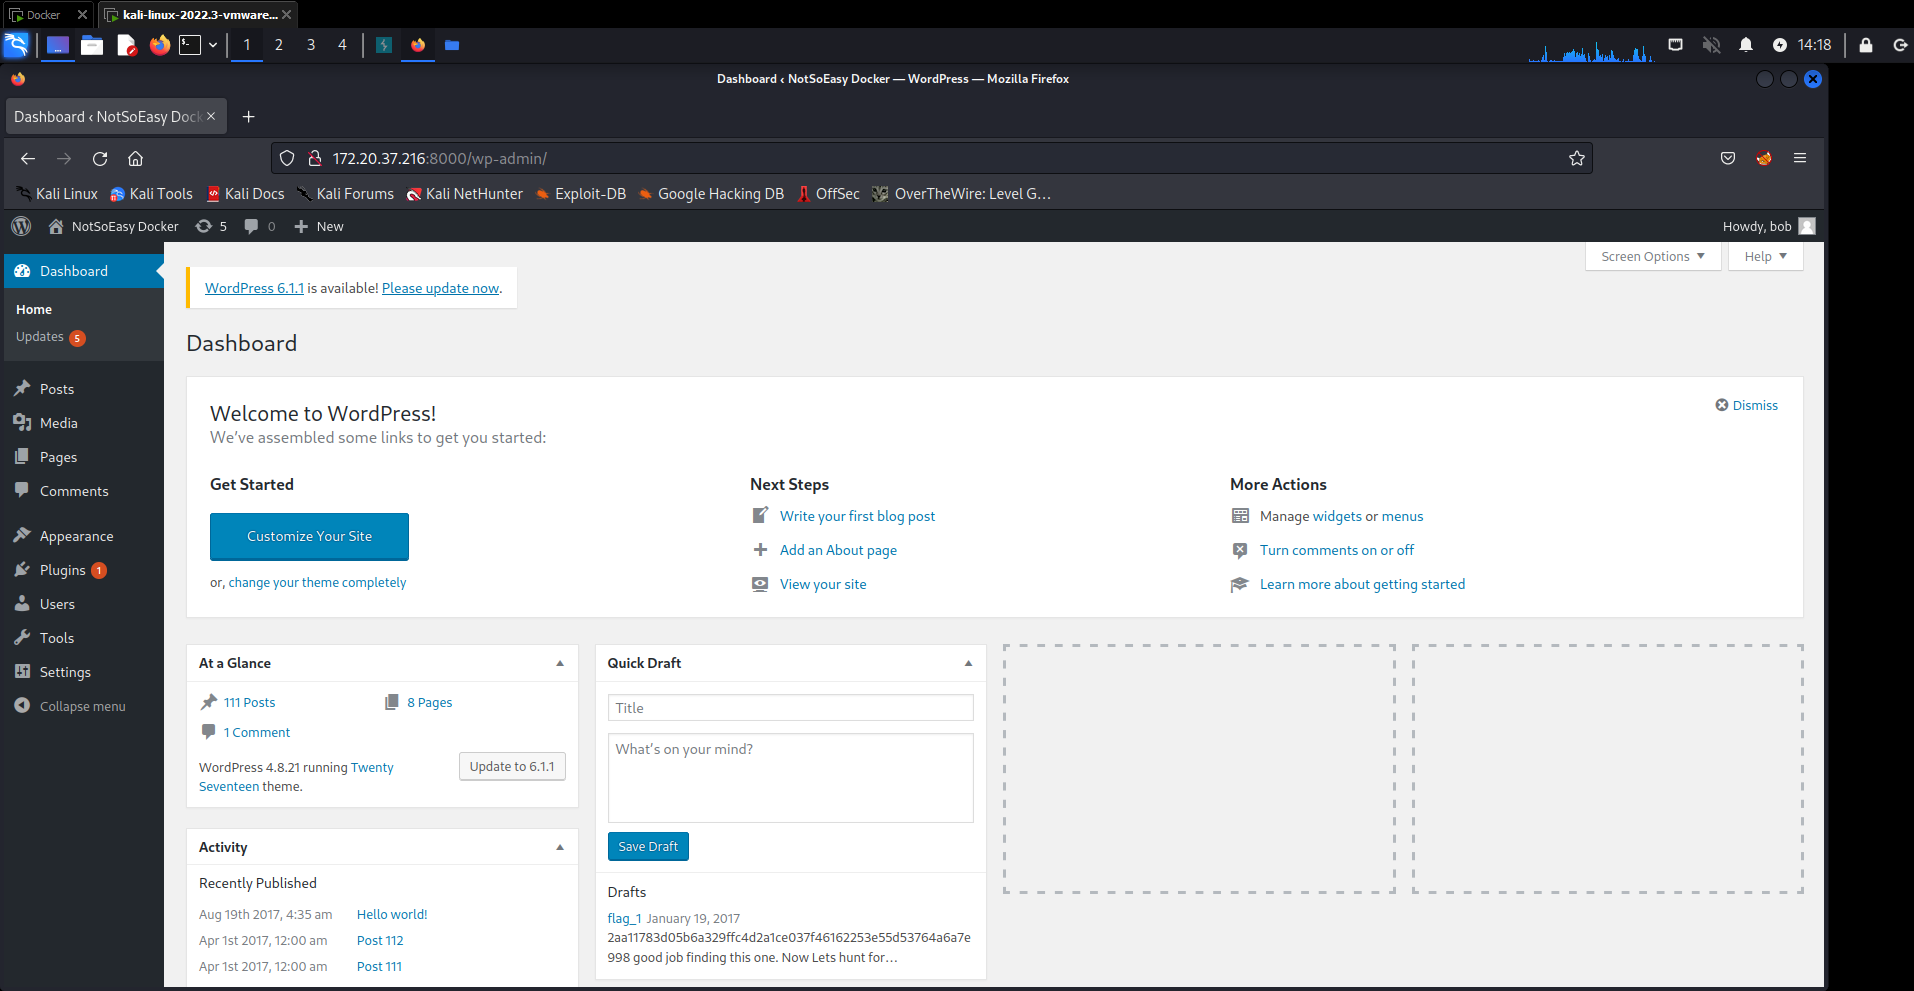 Docker
kali-linux-2022.3-vmware...
1 2 3 4
14:18
Dashboard ‹ NotSoEasy Docker — WordPress — Mozilla Firefox
Dashboard ‹ NotSoEasy Dock
172.20.37.216:8000/wp-admin/
Kali Linux Kali Tools Kali Docs Kali Forums Kali NetHunter Exploit-DB Google Hacking DB OffSec OverTheWire: Level G…
NotSoEasy Docker 5 0 New Howdy, bob
Screen Options Help
Dashboard
Home
Updates 5
Posts
Media
Pages
Comments
Appearance
Plugins 1
Users
Tools
Settings
Collapse menu
WordPress 6.1.1 is available! Please update now.
Dashboard
Welcome to WordPress!
We’ve assembled some links to get you started:
Dismiss
Get Started
Customize Your Site
or, change your theme completely
Next Steps
Write your first blog post
Add an About page
View your site
More Actions
Manage widgets or menus
Turn comments on or off
Learn more about getting started
At a Glance
111 Posts 8 Pages
1 Comment
WordPress 4.8.21 running Twenty
Seventeen theme.
Update to 6.1.1
Activity
Recently Published
Aug 19th 2017, 4:35 am Hello world!
Apr 1st 2017, 12:00 am Post 112
Apr 1st 2017, 12:00 am Post 111
Quick Draft
Title
What’s on your mind?
Save Draft
Drafts
flag_1 January 19, 2017
2aa11783d05b6a329ffc4d2a1ce037f46162253e55d53764a6a7e
998 good job finding this one. Now Lets hunt for…